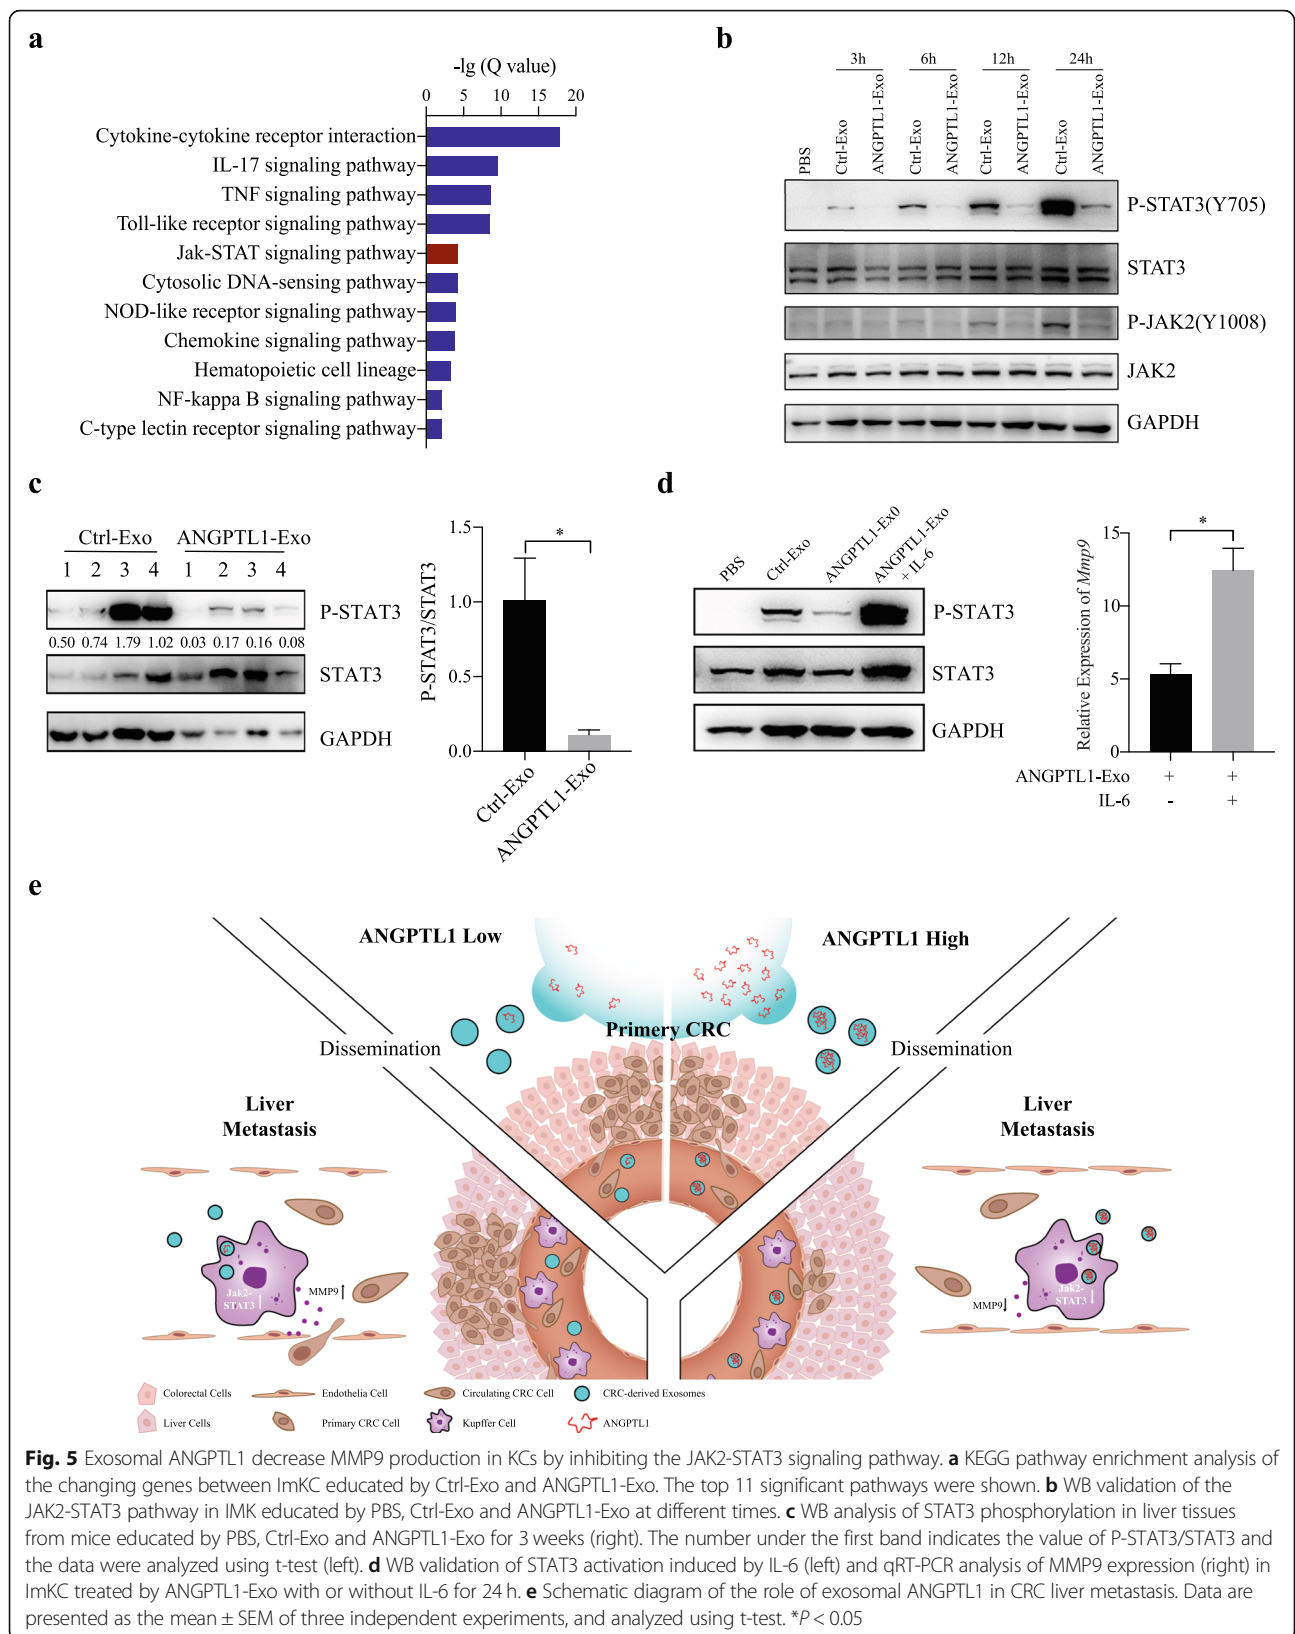 a
-lg (Q value)
0 5 10 15 20
Cytokine-cytokine receptor interaction
IL-17 signaling pathway
TNF signaling pathway
Toll-like receptor signaling pathway
Jak-STAT signaling pathway
Cytosolic DNA-sensing pathway
NOD-like receptor signaling pathway
Chemokine signaling pathway
Hematopoietic cell lineage
NF-kappa B signaling pathway
C-type lectin receptor signaling pathway
b
3h 6h 12h 24h
PBS
Ctrl-Exo
ANGPTL1-Exo
Ctrl-Exo
ANGPTL1-Exo
Ctrl-Exo
ANGPTL1-Exo
Ctrl-Exo
ANGPTL1-Exo
P-STAT3(Y705)
STAT3
P-JAK2(Y1008)
JAK2
GAPDH
c
Ctrl-Exo ANGPTL1-Exo
1 2 3 4 1 2 3 4
P-STAT3
0.50 0.74 1.79 1.02 0.03 0.17 0.16 0.08
STAT3
GAPDH
P-STAT3/STAT3
1.5
1.0
0.5
0.0
*
Ctrl-Exo
ANGPTL1-Exo
d
PBS
Ctrl-Exo
ANGPTL1-Ex0
ANGPTL1-Exo
+ IL-6
P-STAT3
STAT3
GAPDH
Relative Expression of Mmp9
15
10
5
0
*
ANGPTL1-Exo + +
IL-6 - +
e
ANGPTL1 Low
ANGPTL1 High
Primery CRC
Dissemination
Dissemination
Liver
Metastasis
Liver
Metastasis
Jak2-
STAT3
MMP9
MMP9
Jak2-
STAT3
Colorectal Cells
Endothelia Cell
Circulating CRC Cell
CRC-derived Exosomes
Liver Cells
Primary CRC Cell
Kupffer Cell
ANGPTL1
Fig. 5 Exosomal ANGPTL1 decrease MMP9 production in KCs by inhibiting the JAK2-STAT3 signaling pathway. a KEGG pathway enrichment analysis of
the changing genes between ImKC educated by Ctrl-Exo and ANGPTL1-Exo. The top 11 significant pathways were shown. b WB validation of the
JAK2-STAT3 pathway in IMK educated by PBS, Ctrl-Exo and ANGPTL1-Exo at different times. c WB analysis of STAT3 phosphorylation in liver tissues
from mice educated by PBS, Ctrl-Exo and ANGPTL1-Exo for 3 weeks (right). The number under the first band indicates the value of P-STAT3/STAT3 and
the data were analyzed using t-test (left). d WB validation of STAT3 activation induced by IL-6 (left) and qRT-PCR analysis of MMP9 expression (right) in
ImKC treated by ANGPTL1-Exo with or without IL-6 for 24 h. e Schematic diagram of the role of exosomal ANGPTL1 in CRC liver metastasis. Data are
presented as the mean ± SEM of three independent experiments, and analyzed using t-test. *P < 0.05